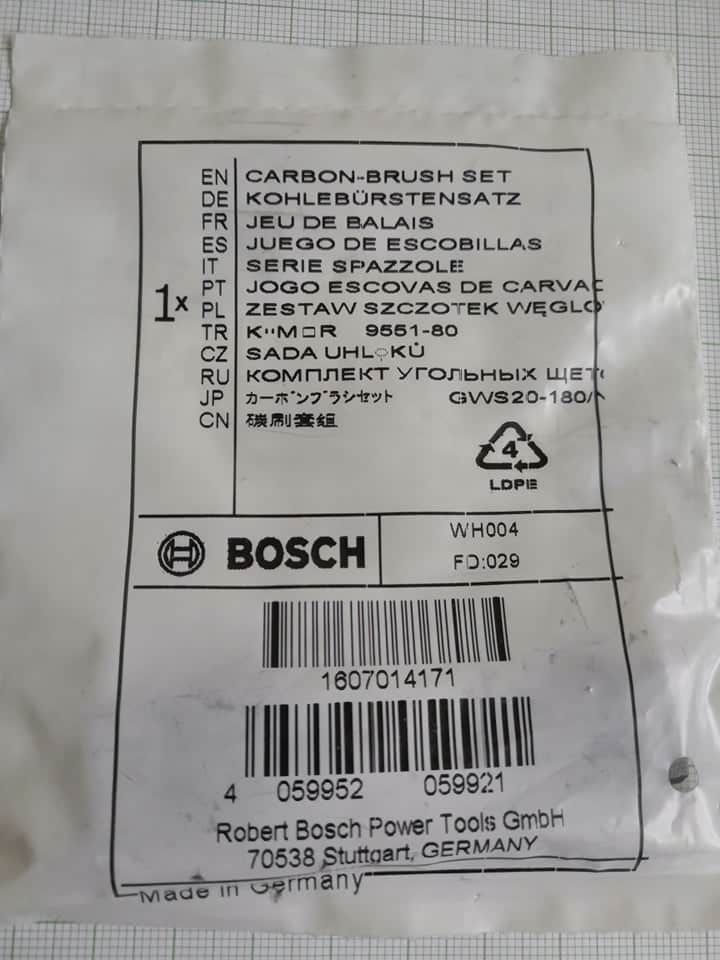 EN CARBON-BRUSH SET
DE KOHLEBÜRSTENSATZ
FR JEU DE BALAIS
ES JUEGO DE ESCOBILLAS
IT SERIE SPAZZOLE
1x PT JOGO ESCOVAS DE CARVAC
PL ZESTAW SZCZOTEK WĘGLO
TR 9551-80
CZ SADA
RU КОМПЛЕКТ УГОЛЬНЫХ ЩЕТ
JP カーボンブラシセット GWS20-180/
CN 碳刷套组
4
LDPE
BOSCH
WH004
FD:029
1607014171
4 059952 059921
Robert Bosch Power Tools GmbH
70538 Stuttgart, GERMANY
Made in Germany